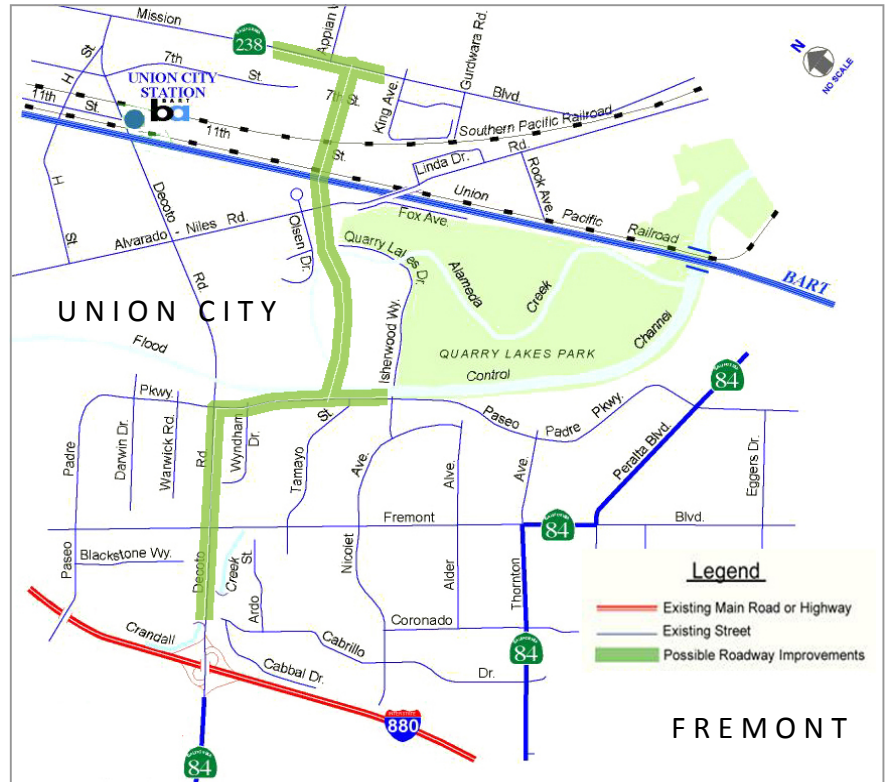 Mission
238
Appian W
Gurdwara Rd.
N
NO SCALE
H St.
7th St.
UNION CITY
STATION
BART
ba
11th St.
7th St.
King Ave.
Blvd.
Southern Pacific Railroad
11th St.
Linda Dr.
Rd.
Rock Ave.
Union Pacific Railroad
H St.
Decoto Rd.
Alvarado - Niles Rd.
Olsen Dr.
Fox Ave.
Quarry Lakes Dr.
Alameda Creek
BART
UNION CITY
Flood
Isherwood Wy.
QUARRY LAKES PARK
Control
Channel
84
Pkwy.
St.
Paseo Padre Pkwy.
Padre
Darwin Dr.
Warwick Rd.
Rd
Wyndham Dr.
Tamayo
Ave.
Alve.
Ave.
Peralta Blvd.
Eggers Dr.
Fremont
84
Blvd.
Paseo
Blackstone Wy.
Decoto
Creek
St.
Ardo
Nicolet
Alder
Thornton
Legend
Existing Main Road or Highway
Existing Street
Possible Roadway Improvements
Crandall
Cabrillo
Coronado
Cabbal Dr.
Dr.
84
INTERSTATE
880
FREMONT
84